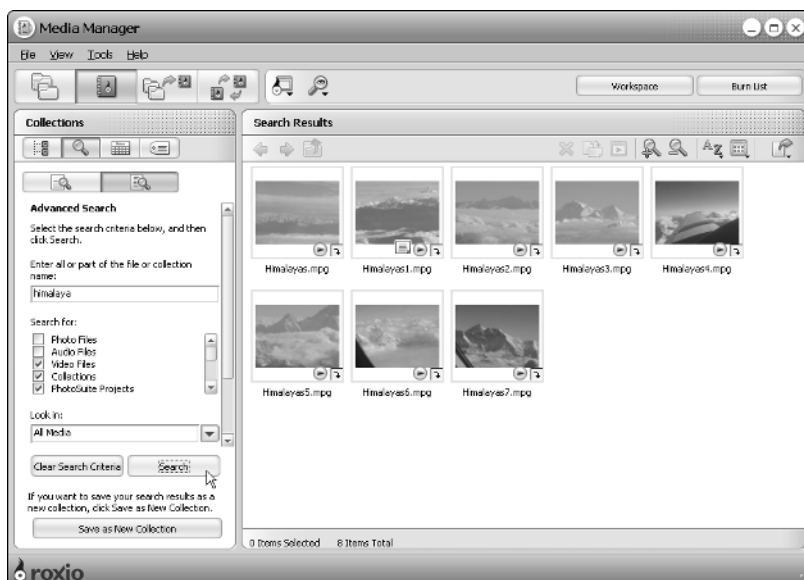 Media Manager
File View Tools Help
Workspace Burn List
Collections
Advanced Search
Select the search criteria below, and then
click Search.
Enter all or part of the file or collection
name:
himalaya
Search for:
Photo Files
Audio Files
Video Files
Collections
PhotoSuite Projects
Look in:
All Media
Clear Search Criteria Search
If you want to save your search results as a
new collection, click Save as New Collection.
Save as New Collection
Search Results
AZ
Himalayas.mpg Himalayas1.mpg Himalayas2.mpg Himalayas3.mpg Himalayas4.mpg
Himalayas5.mpg Himalayas6.mpg Himalayas7.mpg
0 Items Selected 8 Items Total
roxio